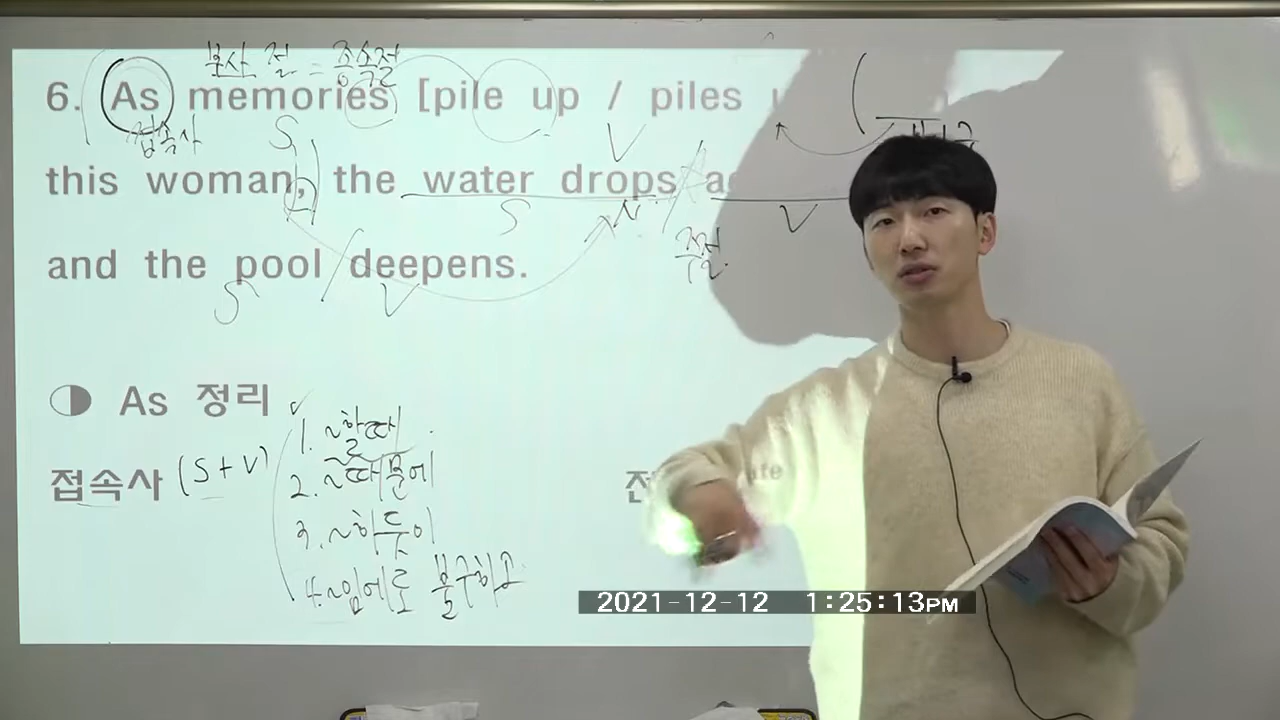 부사 절 = 종속절
6. As memories [pile up / piles
접속사 S V
this woman, the water drops
S N. V
주절
and the pool deepens.
S V
As 정리
1. ~할때
접속사 (S + V)
2. ~때문에
3. ~하듯이
4. ~임에도 불구하고
2021-12-12 1:25:13PM